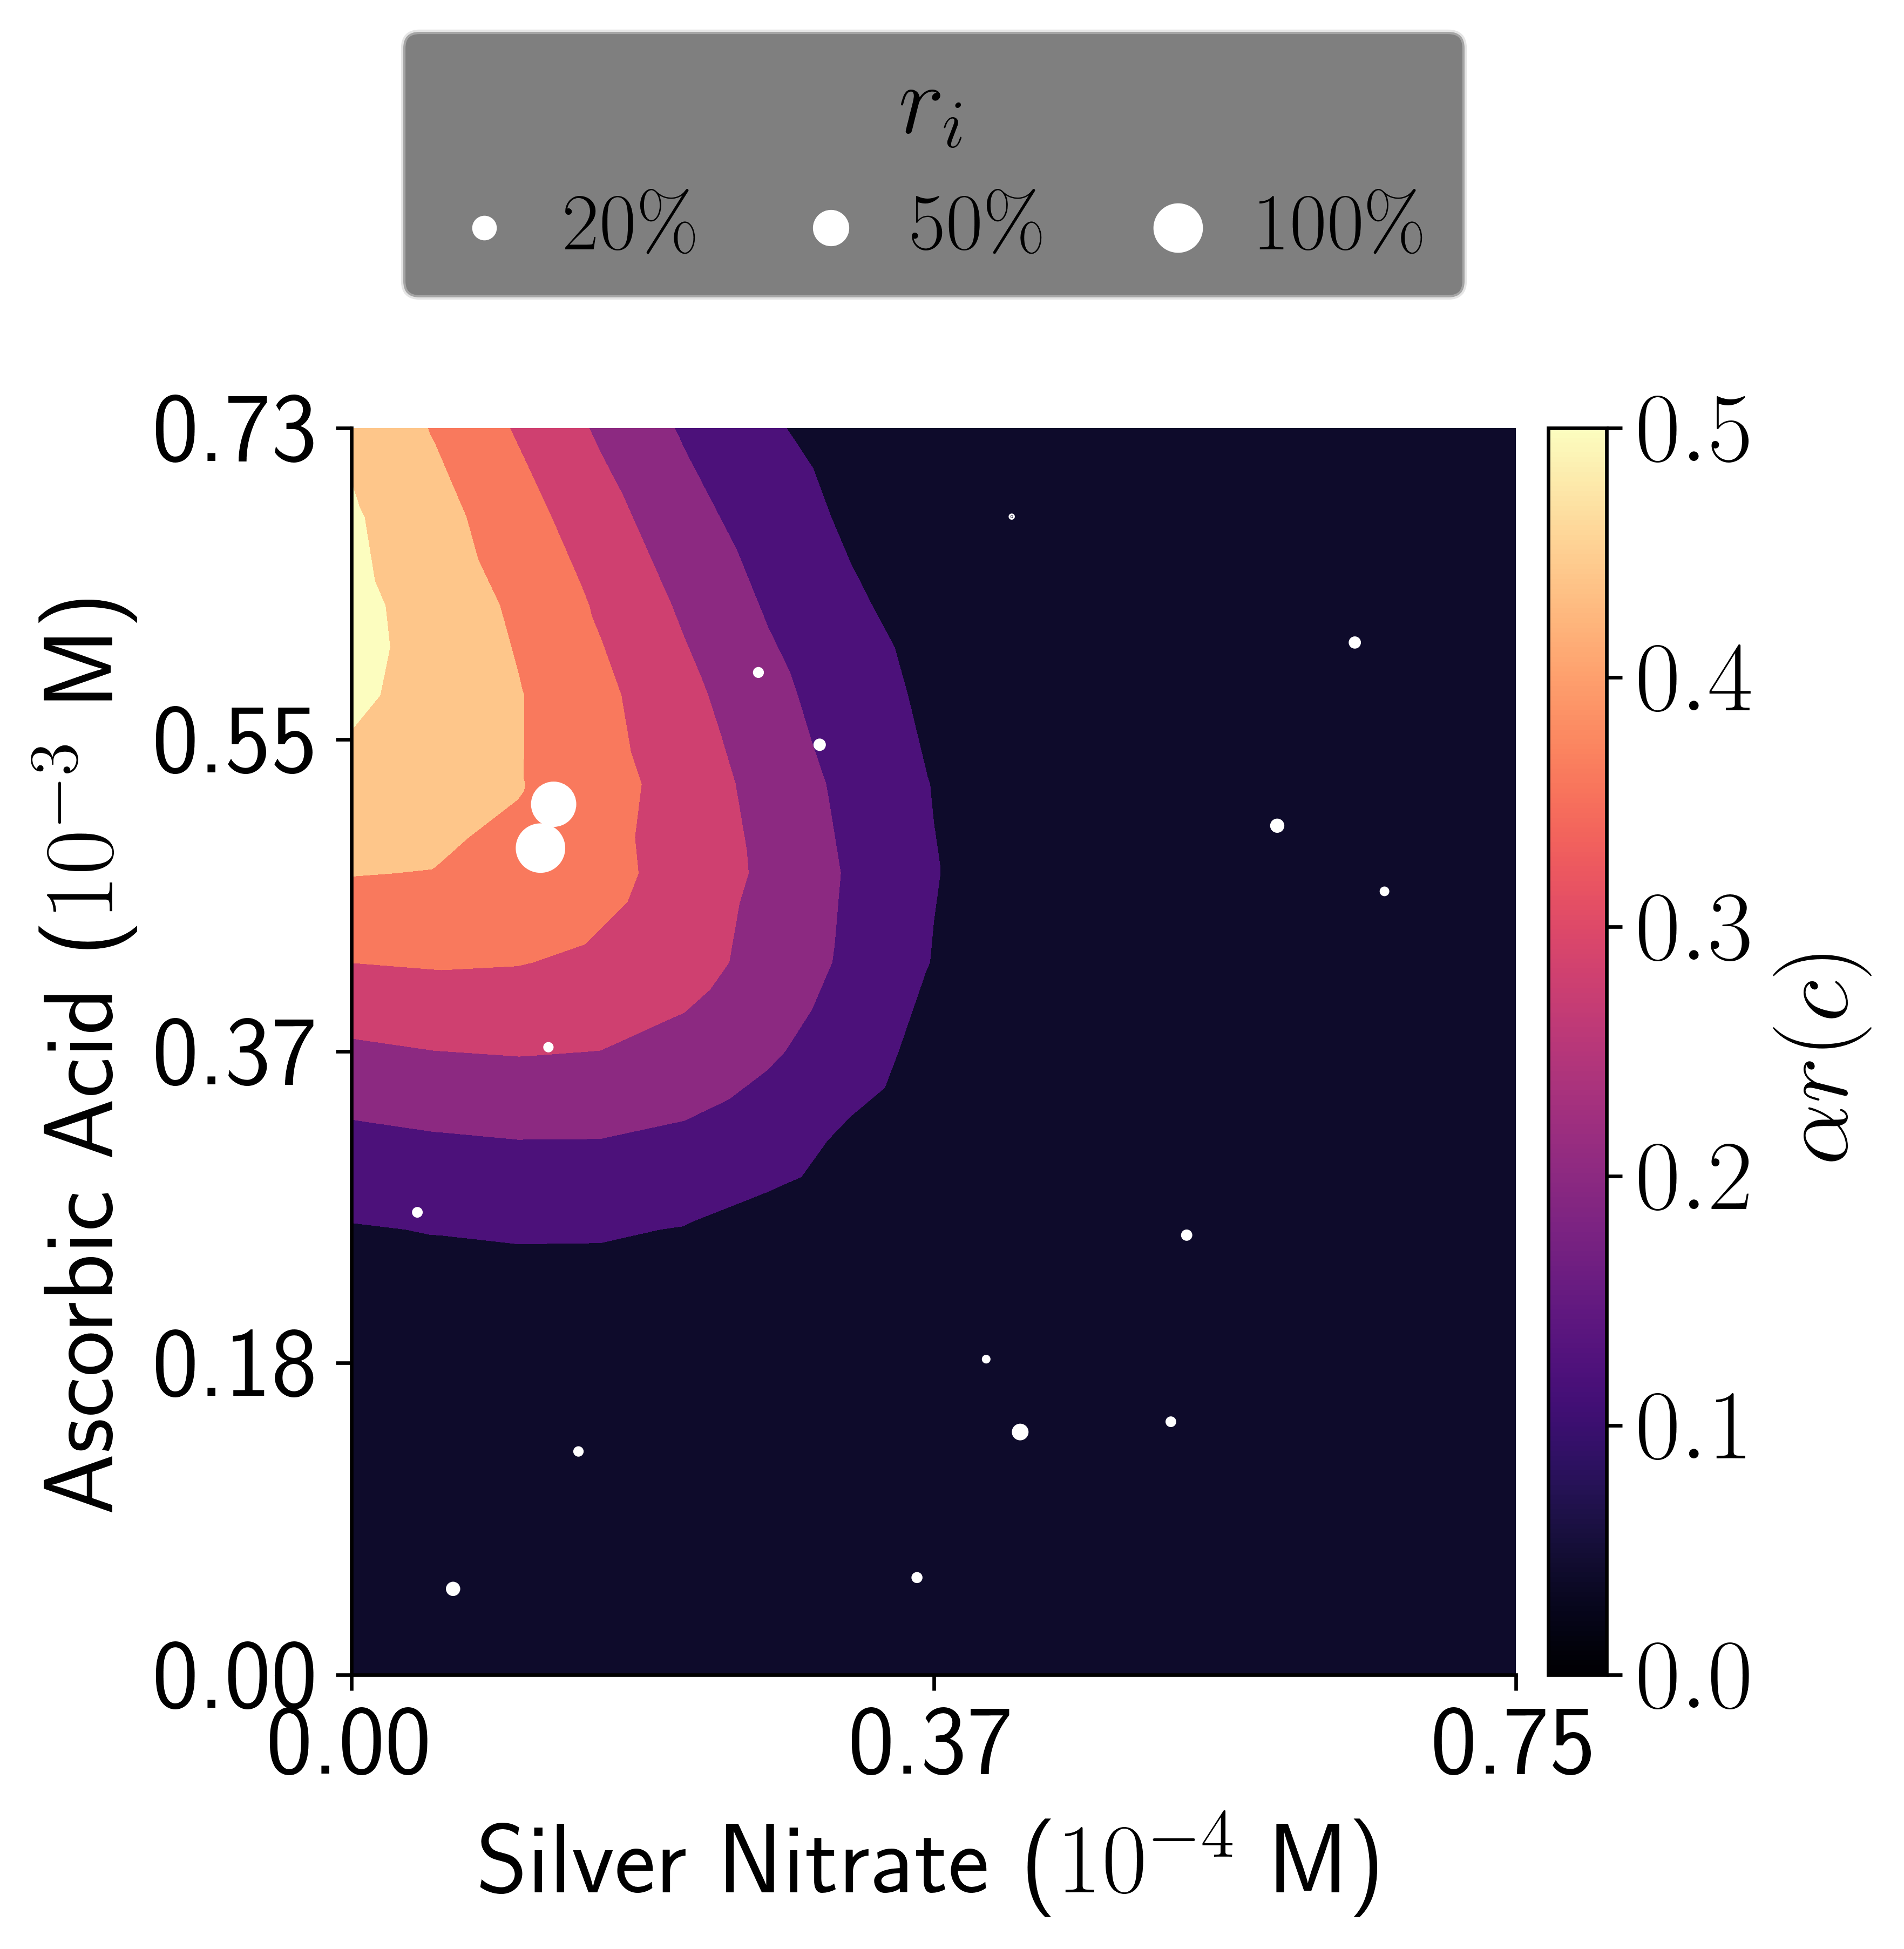 r_i
20% 50% 100%
0.73
0.55
0.37
0.18
0.00
Ascorbic Acid (10⁻³ M)
0.00 0.37 0.75
Silver Nitrate (10⁻⁴ M)
0.5
0.4
0.3
0.2
0.1
0.0
αr(c)